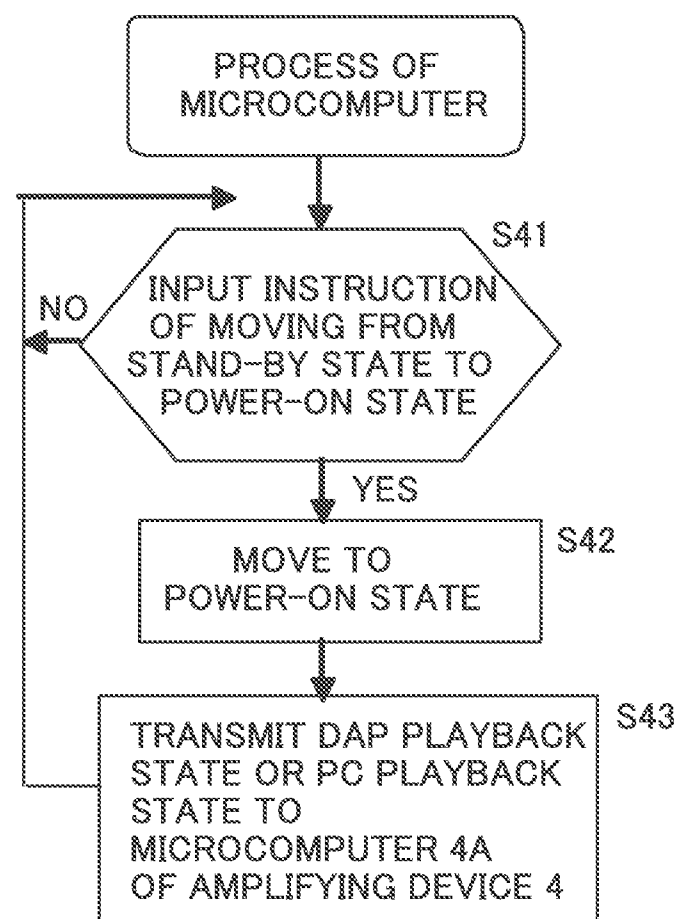 PROCESS OF
MICROCOMPUTER
S41
INPUT INSTRUCTION
OF MOVING FROM
STAND-BY STATE TO
POWER-ON STATE
NO
YES
S42
MOVE TO
POWER-ON STATE
S43
TRANSMIT DAP PLAYBACK
STATE OR PC PLAYBACK
STATE TO
MICROCOMPUTER 4A
OF AMPLIFYING DEVICE 4